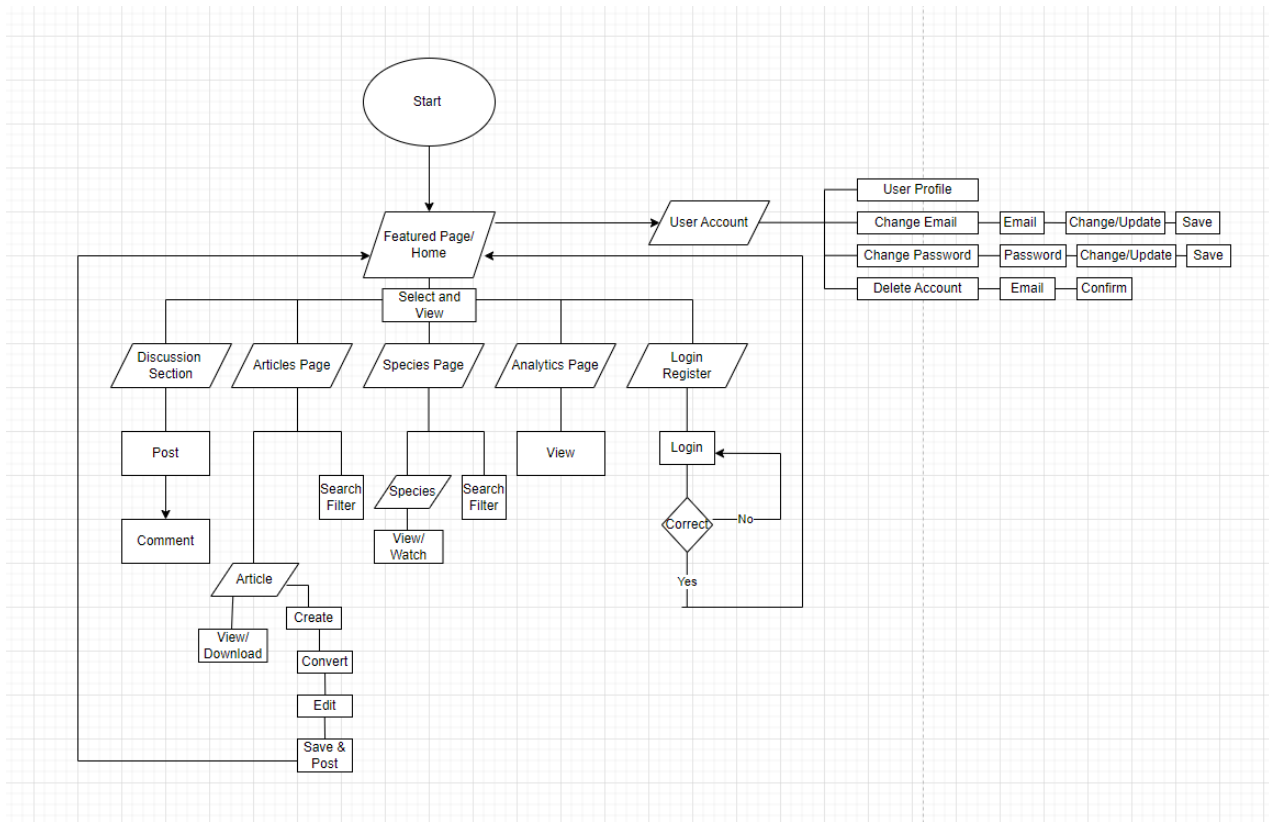 Start
Featured Page/
Home
User Account
User Profile
Change Email
Email
Change/Update
Save
Change Password
Password
Change/Update
Save
Delete Account
Email
Confirm
Select and
View
Discussion
Section
Articles Page
Species Page
Analytics Page
Login
Register
Post
Comment
Search
Filter
Article
View/
Download
Create
Convert
Edit
Save &
Post
Species
View/
Watch
Search
Filter
View
Login
Correct
No
Yes